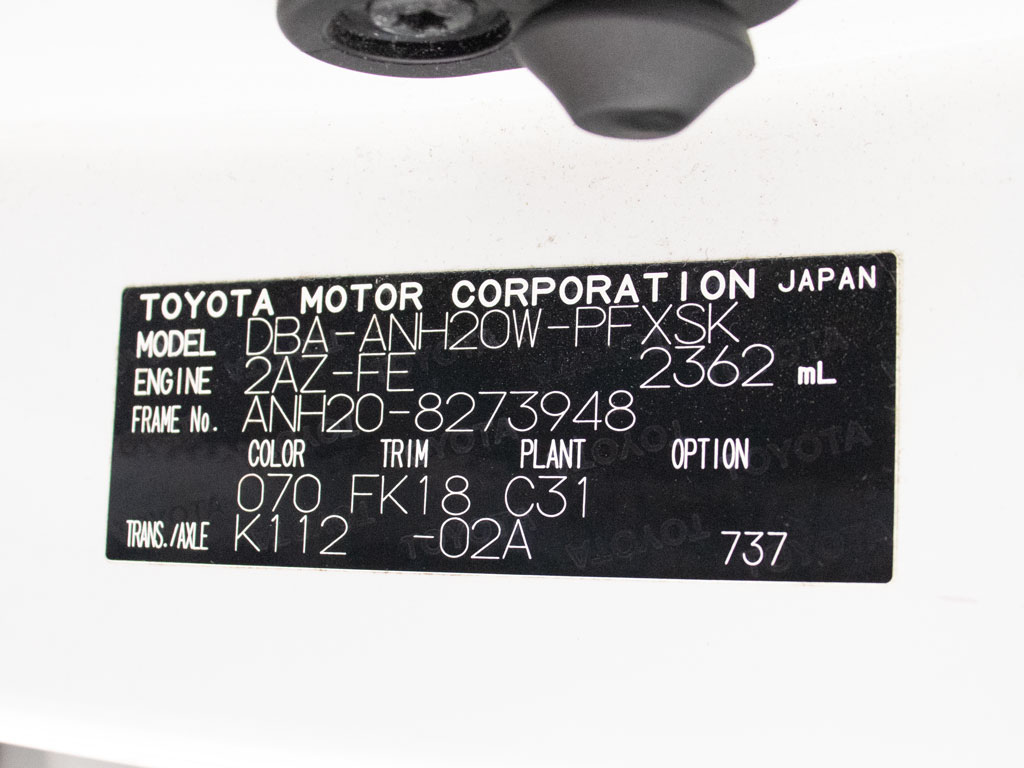 TOYOTA MOTOR CORPORATION JAPAN
MODEL DBA-ANH20W-PFXSK
ENGINE 2AZ-FE 2362 mL
FRAME No. ANH20-8273948
COLOR TRIM PLANT OPTION
070 FK18 C31
TRANS./AXLE K112 -02A 737